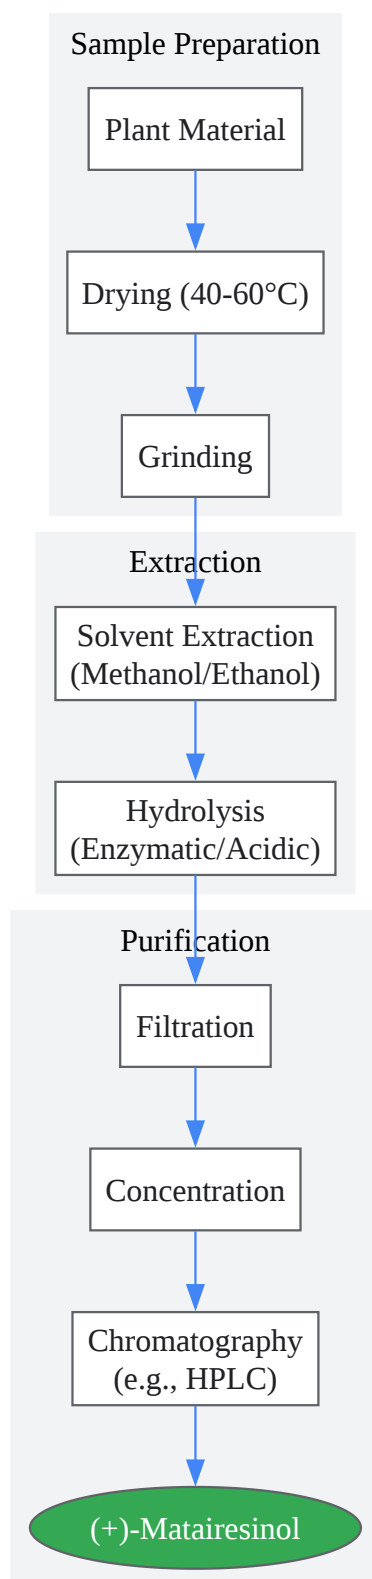 Sample Preparation
Plant Material
Drying (40-60°C)
Grinding
Extraction
Solvent Extraction
(Methanol/Ethanol)
Hydrolysis
(Enzymatic/Acidic)
Purification
Filtration
Concentration
Chromatography
(e.g., HPLC)
(+)-Matairesinol